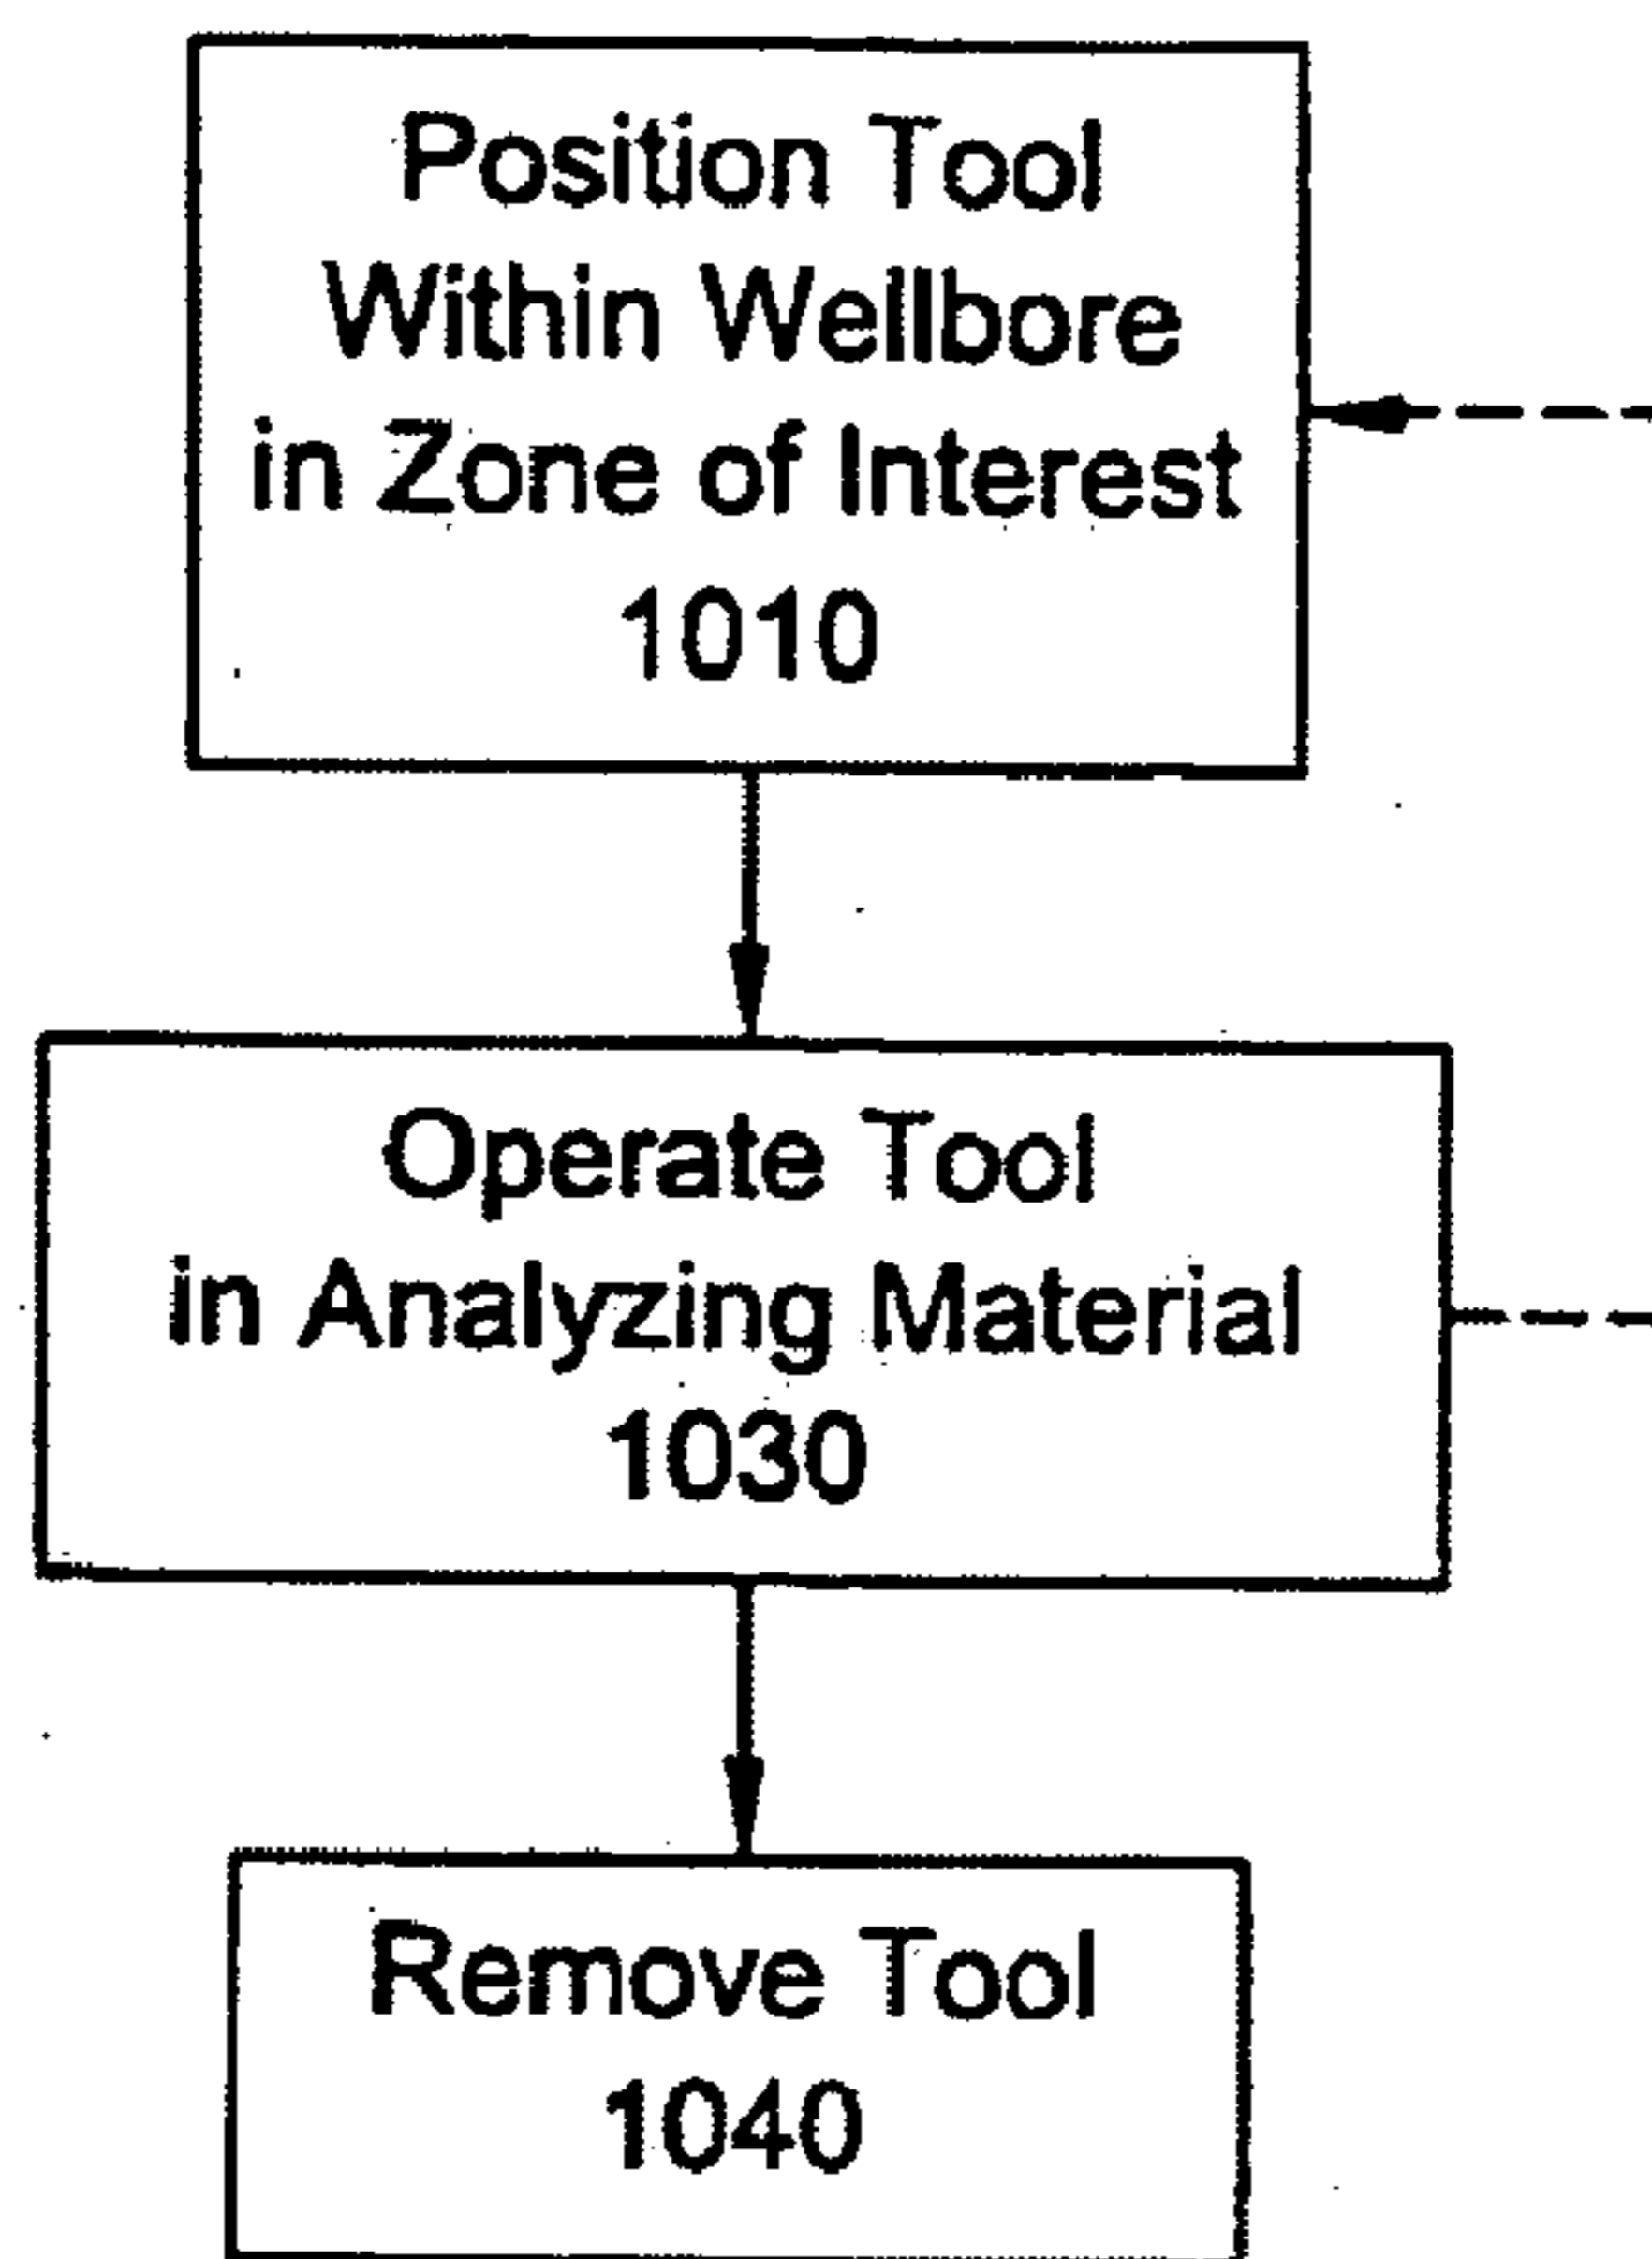 Position Tool
Within Wellbore
in Zone of Interest
1010
Operate Tool
in Analyzing Material
1030
Remove Tool
1040